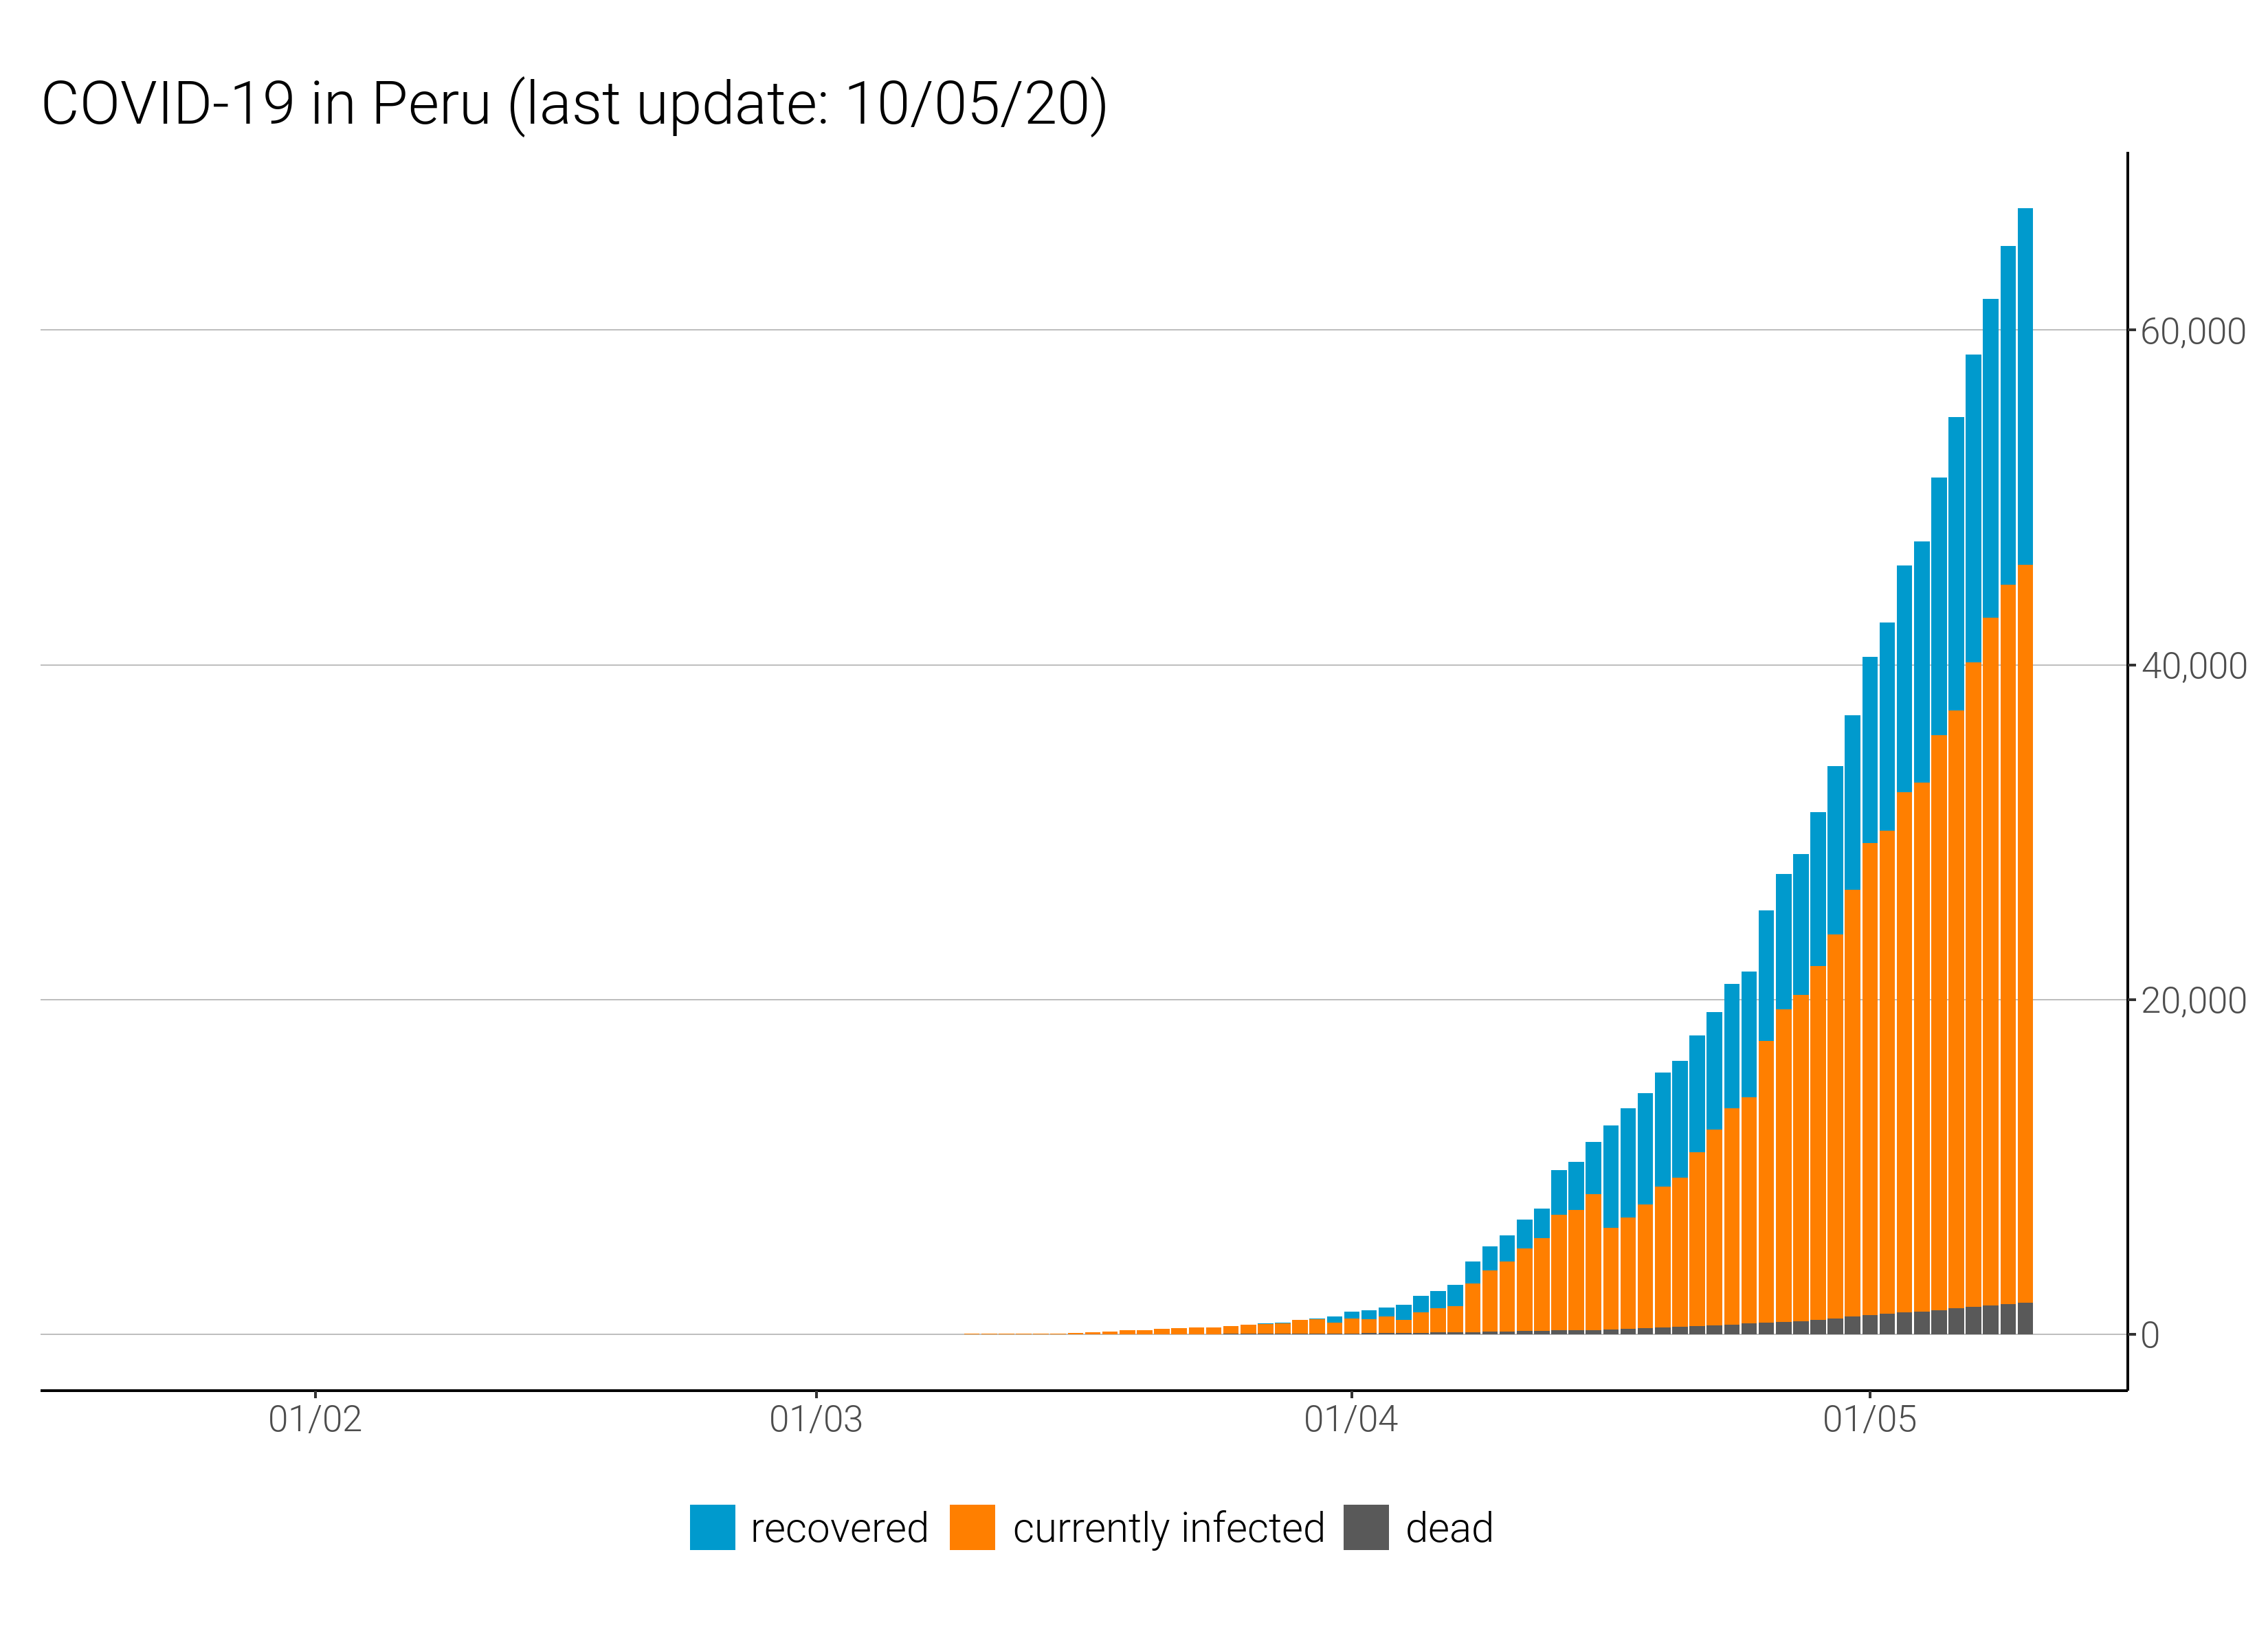 COVID-19 in Peru (last update: 10/05/20)
60,000
40,000
20,000
0
01/02 01/03 01/04 01/05
recovered currently infected dead